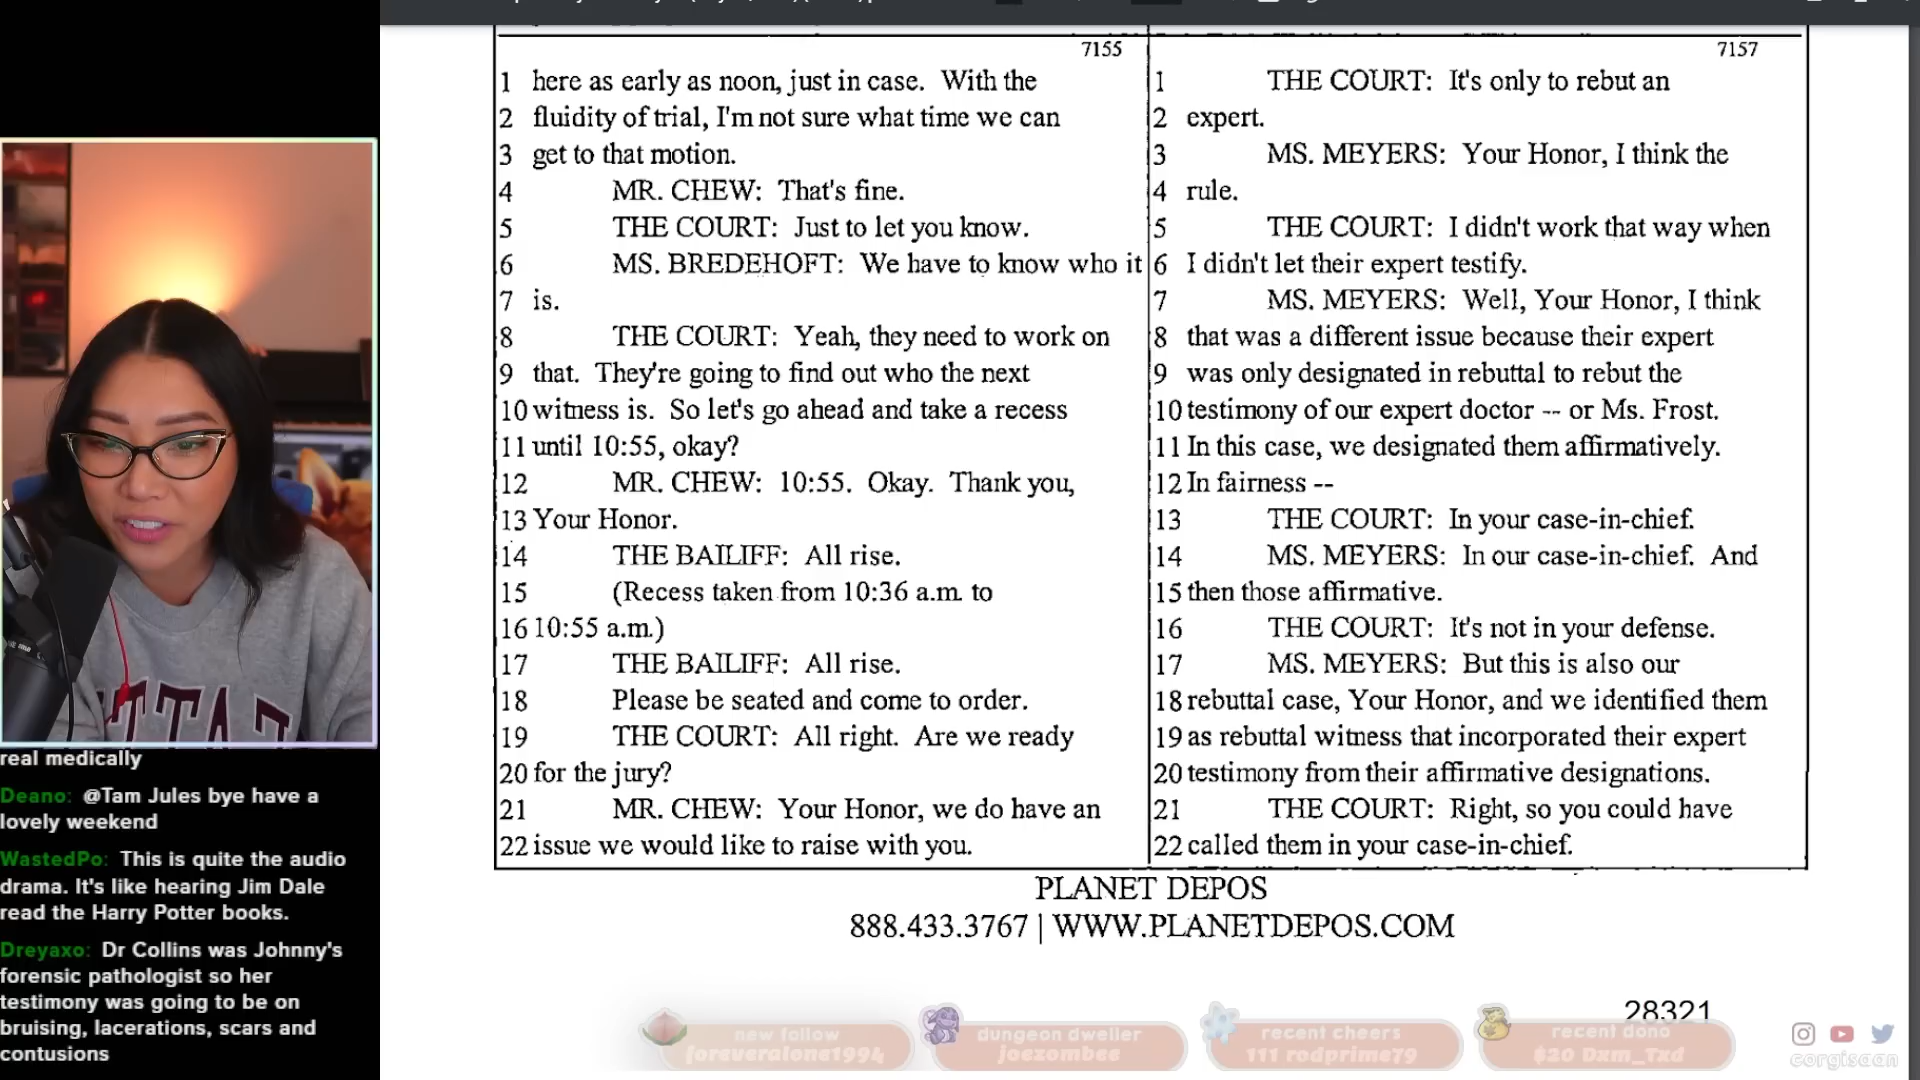 7155
1 here as early as noon, just in case. With the
2 fluidity of trial, I'm not sure what time we can
3 get to that motion.
4 MR. CHEW: That's fine.
5 THE COURT: Just to let you know.
6 MS. BREDEHOFT: We have to know who it
7 is.
8 THE COURT: Yeah, they need to work on
9 that. They're going to find out who the next
10 witness is. So let's go ahead and take a recess
11 until 10:55, okay?
12 MR. CHEW: 10:55. Okay. Thank you,
13 Your Honor.
14 THE BAILIFF: All rise.
15 (Recess taken from 10:36 a.m. to
16 10:55 a.m.)
17 THE BAILIFF: All rise.
18 Please be seated and come to order.
19 THE COURT: All right. Are we ready
20 for the jury?
21 MR. CHEW: Your Honor, we do have an
22 issue we would like to raise with you.
7157
1 THE COURT: It's only to rebut an
2 expert.
3 MS. MEYERS: Your Honor, I think the
4 rule.
5 THE COURT: I didn't work that way when
6 I didn't let their expert testify.
7 MS. MEYERS: Well, Your Honor, I think
8 that was a different issue because their expert
9 was only designated in rebuttal to rebut the
10 testimony of our expert doctor -- or Ms. Frost.
11 In this case, we designated them affirmatively.
12 In fairness --
13 THE COURT: In your case-in-chief.
14 MS. MEYERS: In our case-in-chief. And
15 then those affirmative.
16 THE COURT: It's not in your defense.
17 MS. MEYERS: But this is also our
18 rebuttal case, Your Honor, and we identified them
19 as rebuttal witness that incorporated their expert
20 testimony from their affirmative designations.
21 THE COURT: Right, so you could have
22 called them in your case-in-chief.
PLANET DEPOS
888.433.3767 | WWW.PLANETDEPOS.COM
28321
real medically
Deano: @Tam Jules bye have a
lovely weekend
WastedPo: This is quite the audio
drama. It's like hearing Jim Dale
read the Harry Potter books.
Dreyaxo: Dr Collins was Johnny's
forensic pathologist so her
testimony was going to be on
bruising, lacerations, scars and
contusions
new follow
foreveralone1994
dungeon dweller
joezombee
recent cheers
111 rodprime79
recent dono
$20 Dxm_Txd
corgisaan